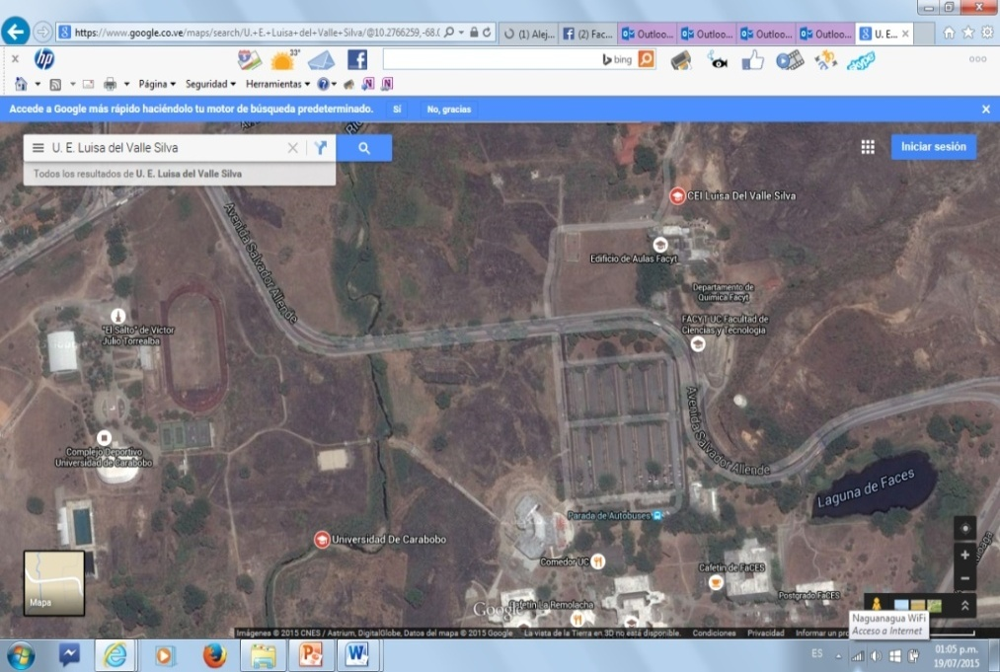 https://www.google.co.ve/maps/search/U.+E.+Luisa+del+Valle+Silva/@10.2766259,-68.(
(1) Alej...
(2) Fac...
Outloo...
Outloo...
Outloo...
Outloo...
U. E...
hp
33°
bing
skype
Página
Seguridad
Herramientas
Accede a Google más rápido haciéndolo tu motor de búsqueda predeterminado.
Sí
No, gracias
U. E. Luisa del Valle Silva
Todos los resultados de U. E. Luisa del Valle Silva
Iniciar sesión
Avenida Salvador Allende
CEI Luisa Del Valle Silva
Edificio de Aulas Facyt
Departamento de
Química Facyt
FACYT UC Facultad de
Ciencias y Tecnología
"El Salto" de Víctor
Julio Torrealba
Avenida Salvador Allende
Complejo Deportivo
Universidad de Carabobo
Laguna de Faces
Parada de Autobuses
Universidad De Carabobo
Comedor UC
Cafetin de FaCES
Postgrado FaCES
Cafetín La Remolacha
Google
Mapa
Naguanagua WiFi
Acceso a Internet
Imágenes © 2015 CNES / Astrium, DigitalGlobe, Datos del mapa © 2015 Google
La vista de la Tierra en 3D no está disponible.
Condiciones
Privacidad
Informar un pro
ES
01:05 p.m.
19/07/2015